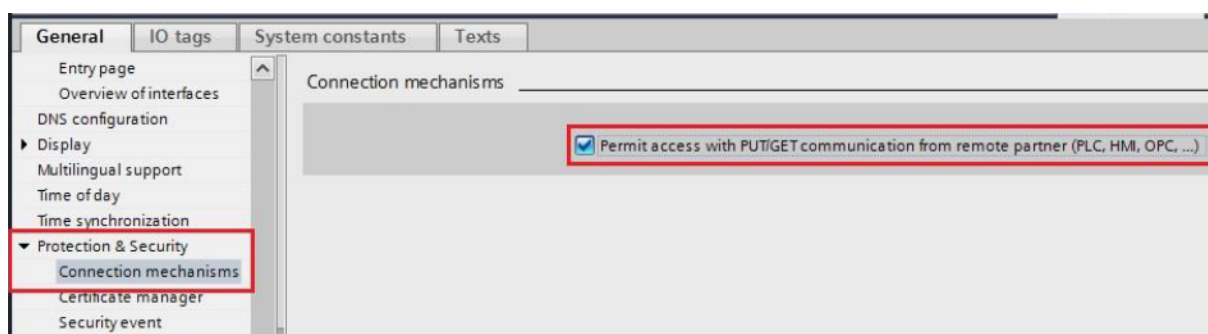 General IO tags System constants Texts
Entry page
Overview of interfaces
DNS configuration
Display
Multilingual support
Time of day
Time synchronization
Protection & Security
Connection mechanisms
Certificate manager
Security event
Connection mechanisms
Permit access with PUT/GET communication from remote partner (PLC, HMI, OPC, ...)